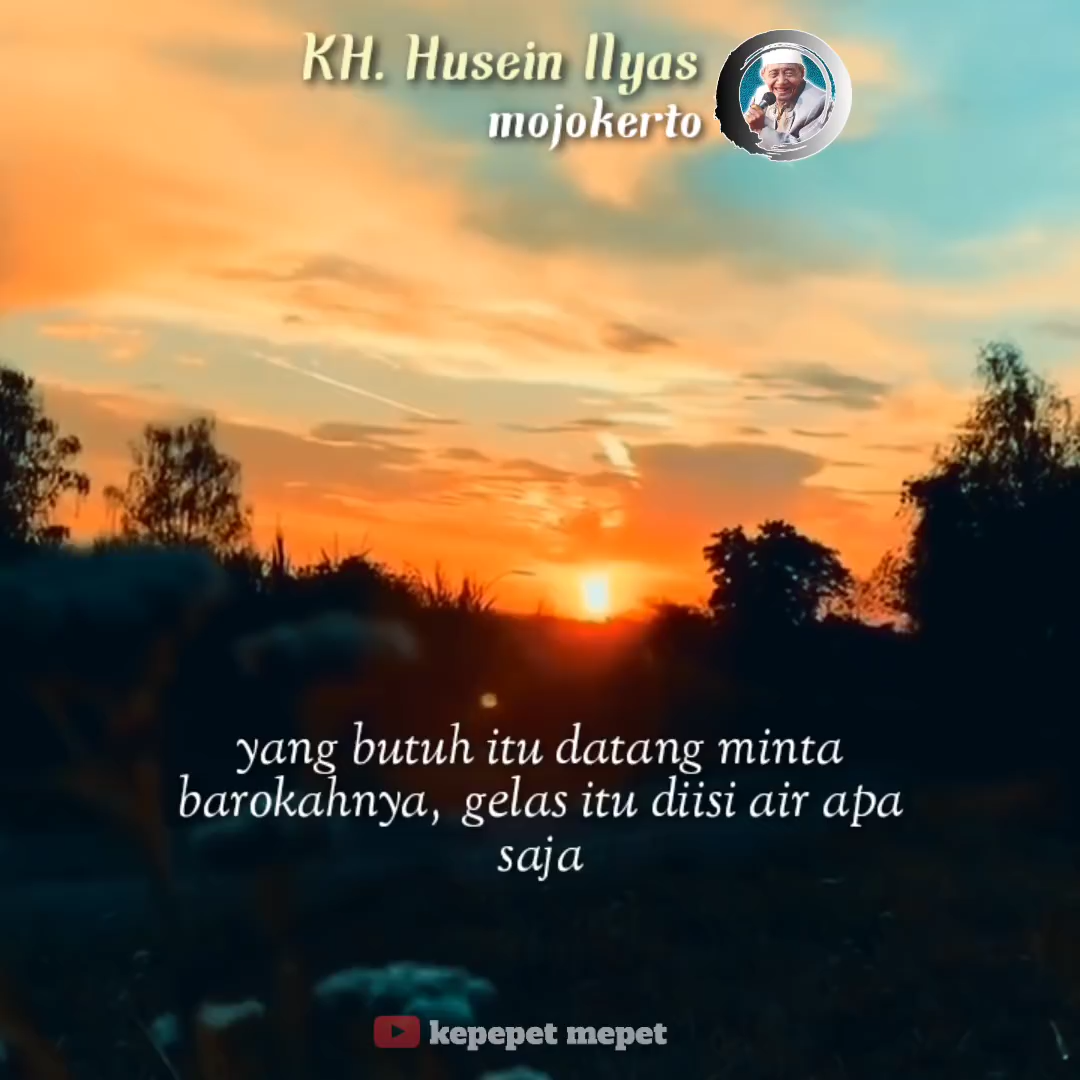 KH. Husein Ilyas
mojokerto
yang butuh itu datang minta
barokahnya, gelas itu diisi air apa
saja
kepepet mepet